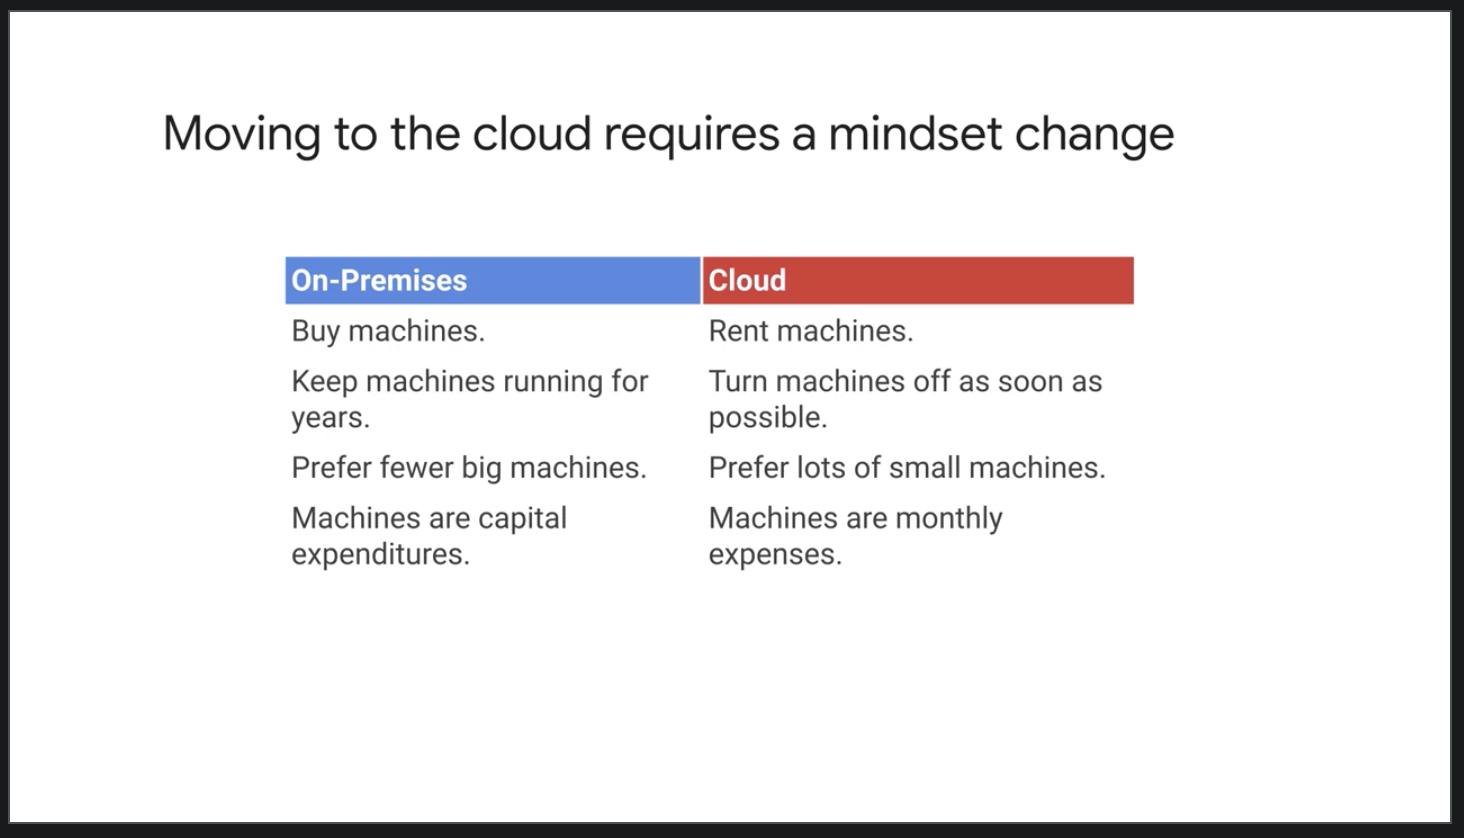 Moving to the cloud requires a mindset change
On-Premises
Cloud
Buy machines.
Rent machines.
Keep machines running for
years.
Turn machines off as soon as
possible.
Prefer fewer big machines.
Prefer lots of small machines.
Machines are capital
expenditures.
Machines are monthly
expenses.